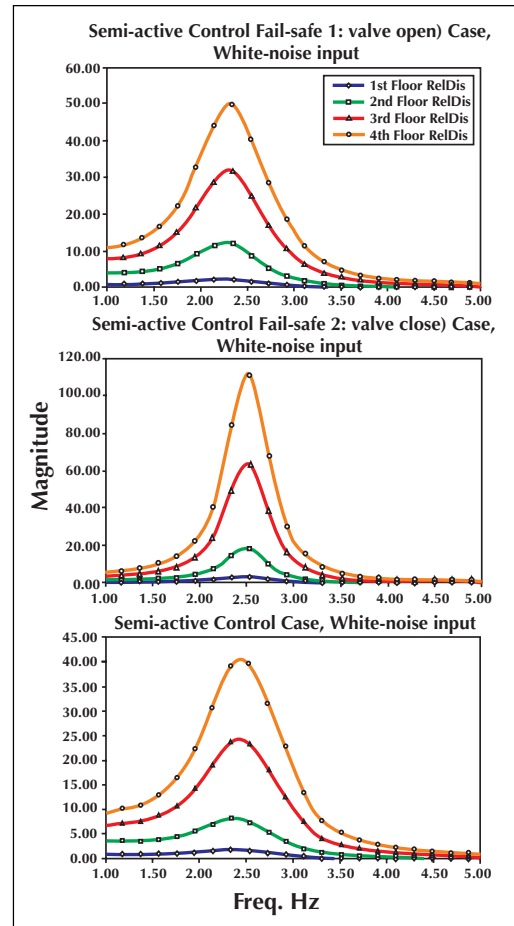 Semi-active Control Fail-safe 1: valve open) Case,
White-noise input
60.00
50.00
40.00
30.00
20.00
10.00
0.00
1st Floor RelDis
2nd Floor RelDis
3rd Floor RelDis
4th Floor RelDis
1.00 1.50 2.00 2.50 3.00 3.50 4.00 4.50 5.00
Semi-active Control Fail-safe 2: valve close) Case,
White-noise input
120.00
100.00
80.00
60.00
40.00
20.00
0.00
Magnitude
1.00 1.50 2.00 2.50 3.00 3.50 4.00 4.50 5.00
Semi-active Control Case, White-noise input
45.00
40.00
35.00
30.00
25.00
20.00
15.00
10.00
5.00
0.00
1.00 1.50 2.00 2.50 3.00 3.50 4.00 4.50 5.00
Freq. Hz